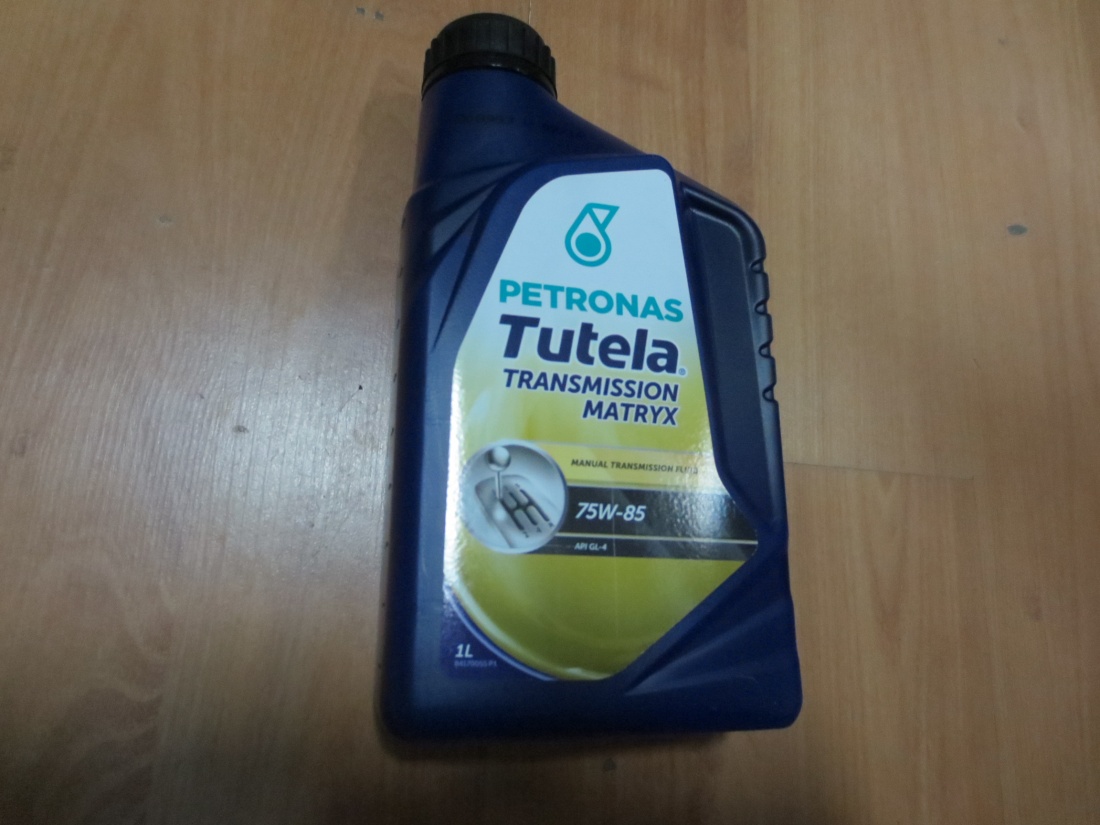 PETRONAS
Tutela®
TRANSMISSION
MATRYX
MANUAL TRANSMISSION FLUID
75W-85
API GL-4
1L